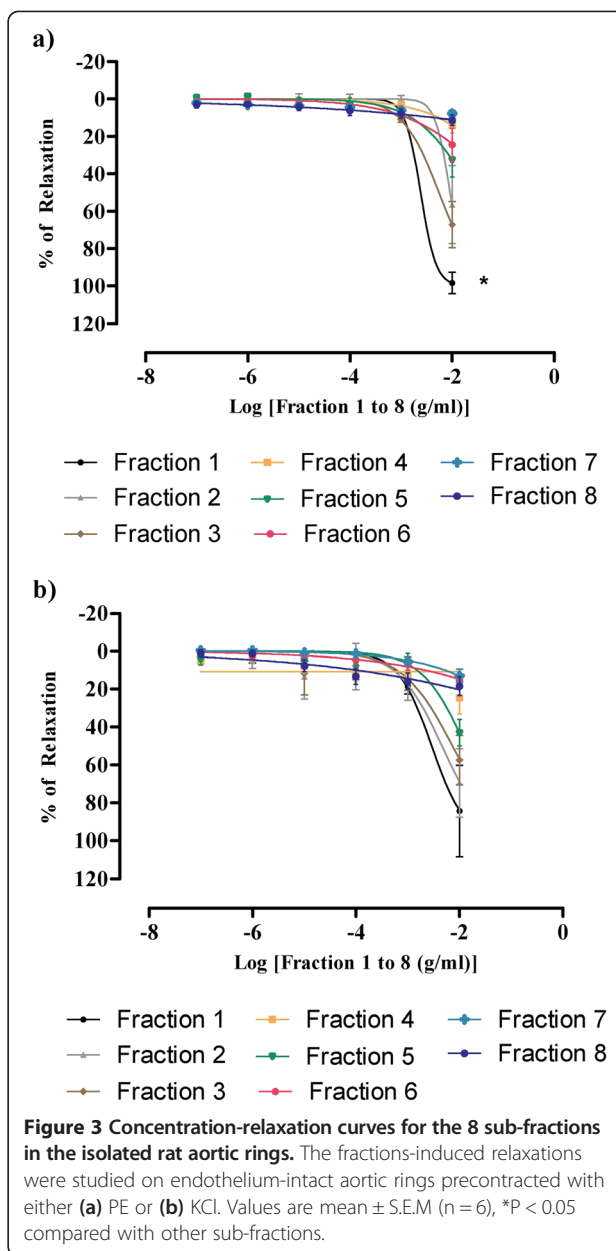 a)
-20
0
20
40
60
80
100
120
% of Relaxation
*
-8
-6
-4
-2
0
Log [Fraction 1 to 8 (g/ml)]
Fraction 1
Fraction 4
Fraction 7
Fraction 2
Fraction 5
Fraction 8
Fraction 3
Fraction 6
b)
-20
0
20
40
60
80
100
120
% of Relaxation
-8
-6
-4
-2
0
Log [Fraction 1 to 8 (g/ml)]
Fraction 1
Fraction 4
Fraction 7
Fraction 2
Fraction 5
Fraction 8
Fraction 3
Fraction 6
Figure 3 Concentration-relaxation curves for the 8 sub-fractions
in the isolated rat aortic rings. The fractions-induced relaxations
were studied on endothelium-intact aortic rings precontracted with
either (a) PE or (b) KCl. Values are mean ± S.E.M (n = 6), *P < 0.05
compared with other sub-fractions.